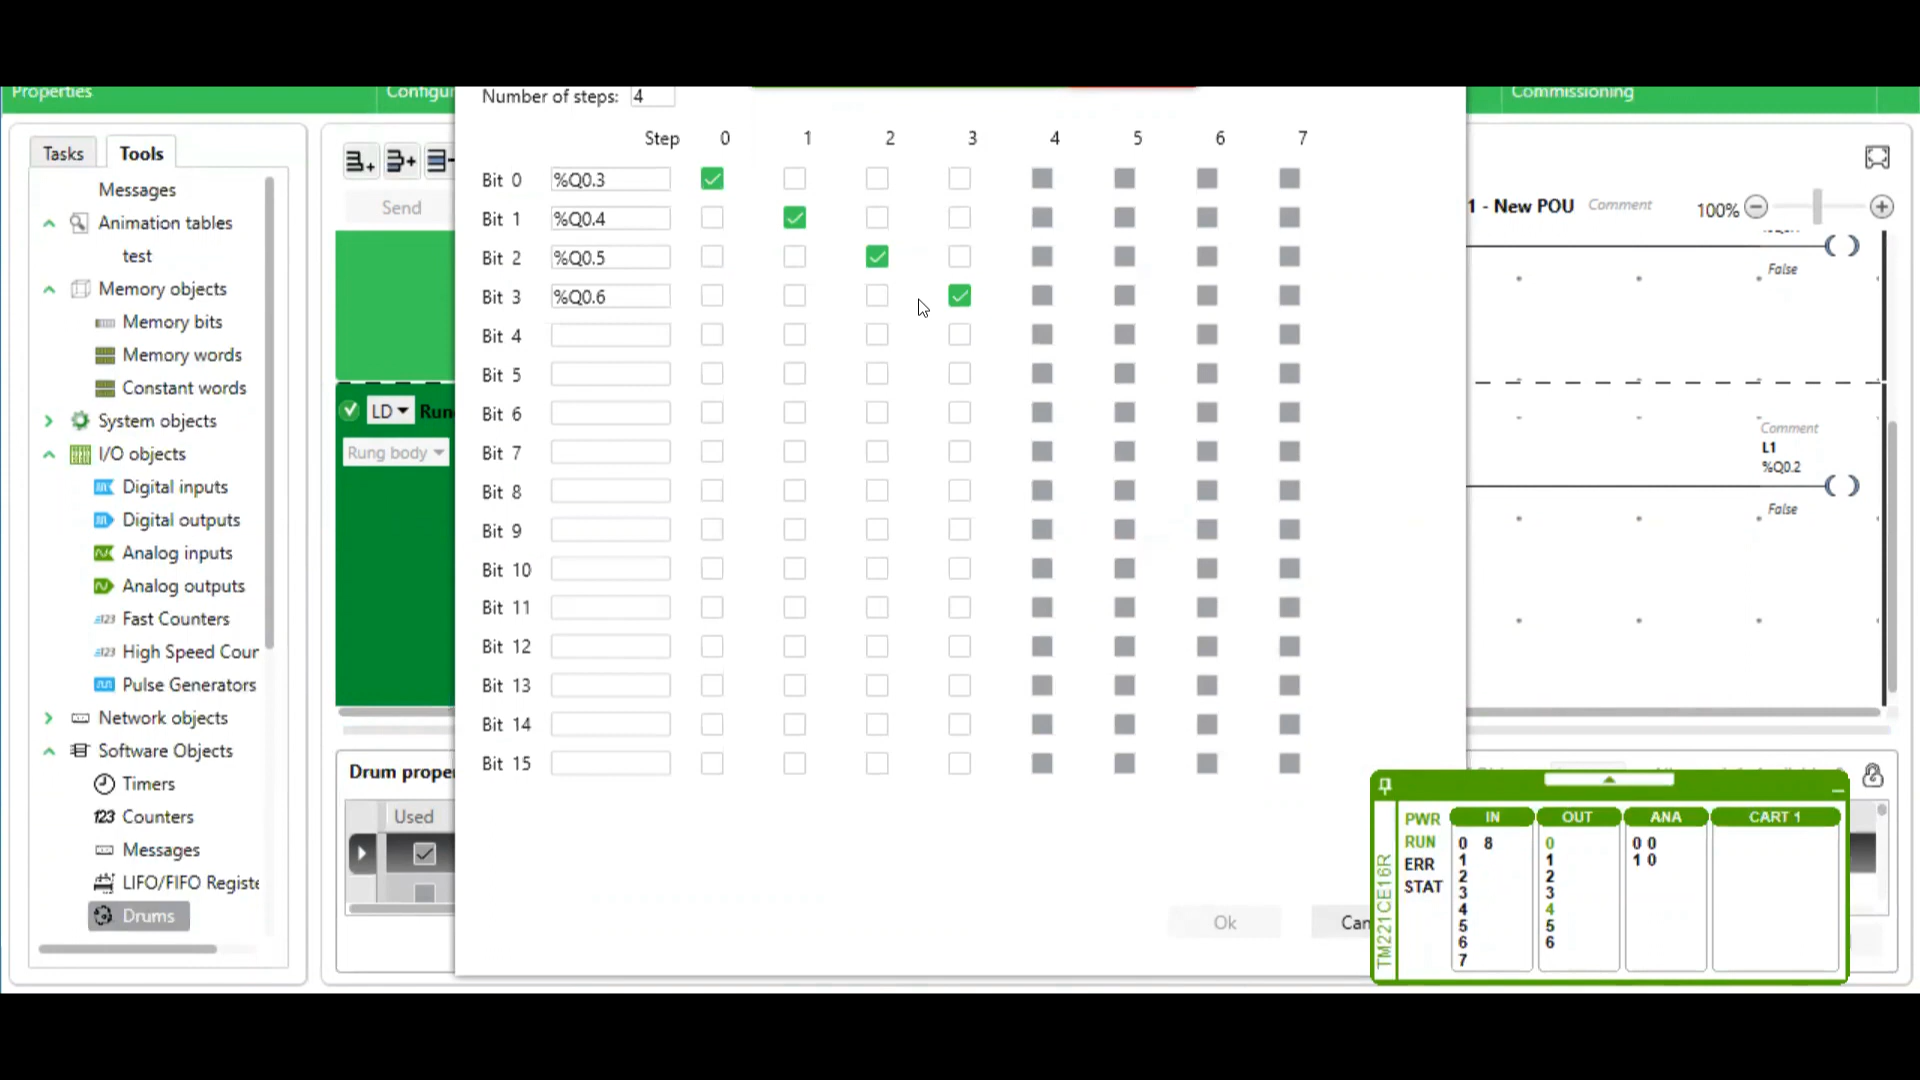 Properties
Configur
Commissioning
Number of steps: 4
Tasks
Tools
Messages
Animation tables
test
Memory objects
Memory bits
Memory words
Constant words
System objects
I/O objects
Digital inputs
Digital outputs
Analog inputs
Analog outputs
Fast Counters
High Speed Cour
Pulse Generators
Network objects
Software Objects
Timers
123 Counters
Messages
LIFO/FIFO Registe
Drums
Send
LD
Run
Rung body
Drum prope
Used
Step 0 1 2 3 4 5 6 7
Bit 0 %Q0.3
Bit 1 %Q0.4
Bit 2 %Q0.5
Bit 3 %Q0.6
Bit 4
Bit 5
Bit 6
Bit 7
Bit 8
Bit 9
Bit 10
Bit 11
Bit 12
Bit 13
Bit 14
Bit 15
Ok
Can
1 - New POU Comment 100%
False
Comment
L1
%Q0.2
False
TM221CE16R
PWR
RUN
ERR
STAT
IN
0 8
1
2
3
4
5
6
7
OUT
0
1
2
3
4
5
6
ANA
0 0
1 0
CART 1